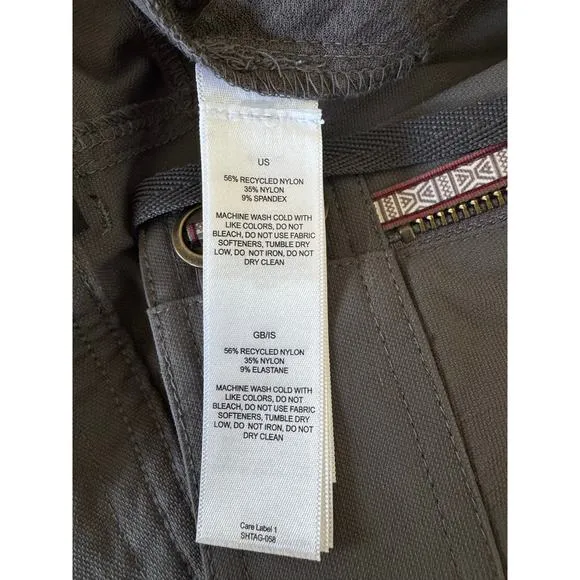 US
56% RECYCLED NYLON
35% NYLON
9% SPANDEX
MACHINE WASH COLD WITH
LIKE COLORS, DO NOT
BLEACH, DO NOT USE FABRIC
SOFTENERS, TUMBLE DRY
LOW, DO NOT IRON, DO NOT
DRY CLEAN
GB/IS
56% RECYCLED NYLON
35% NYLON
9% ELASTANE
MACHINE WASH COLD WITH
LIKE COLORS, DO NOT
BLEACH, DO NOT USE FABRIC
SOFTENERS, TUMBLE DRY
LOW, DO NOT IRON, DO NOT
DRY CLEAN
Care Label 1
SHTAG-058